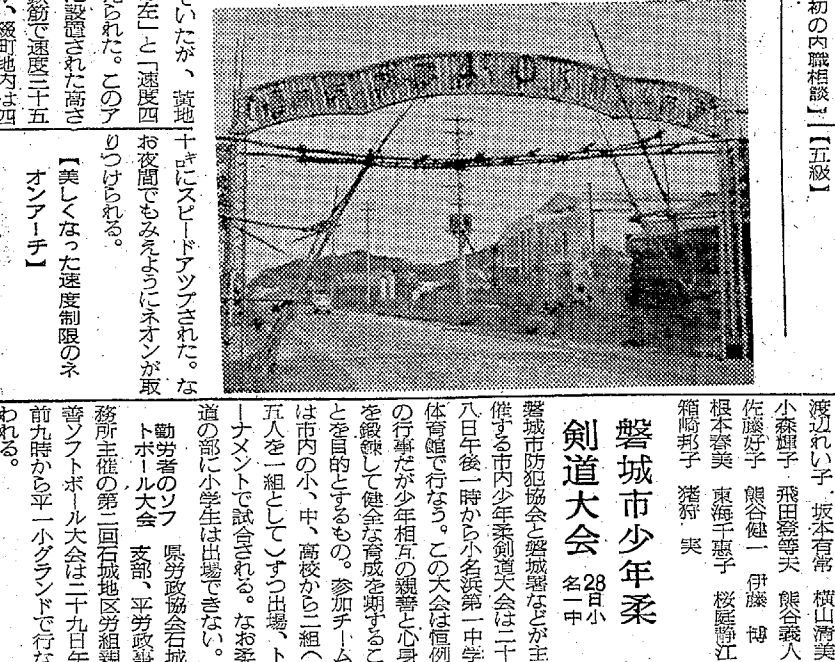 初の内職相談】
【五級】
ていたが、黄地
左」と「速度四
られた。このア
設置された高さ
筋で速度三十五
、綴町地内は四
十㌔にスピードアップされた。な
お夜間でもみえようにネオンが取
りつけられる。
【美しくなった速度制限のネ
オンアーチ】
渡辺れい子 坂本有常 横山清美
小森輝子 飛田登等夫 熊谷義人
佐藤好子 熊谷健一 伊藤 博
根本春美 東海千恵子 桜庭静江
箱崎邦子 猪狩 実
磐城市少年柔
剣道大会
28日小
名一中
磐城市防犯協会と磐城署などが主
催する市内少年柔剣道大会は二十
八日午後一時から小名浜第一中学
体育館で行なう。この大会は恒例
の行事だが少年相互の親善と心身
を鍛錬して健全な育成を期するこ
とを目的とするもの。参加チーム
は市内の小、中、高校から二組(
五人を一組として)ずつ出場、ト
ーナメントで試合される。なお柔
道の部に小学生は出場できない。
勤労者のソフ
トボール大会
県労政協会石城
支部、平労政事
務所主催の第二回石城地区労組親
善ソフトボール大会は二十九日午
前九時から平一小グランドで行な
われる。